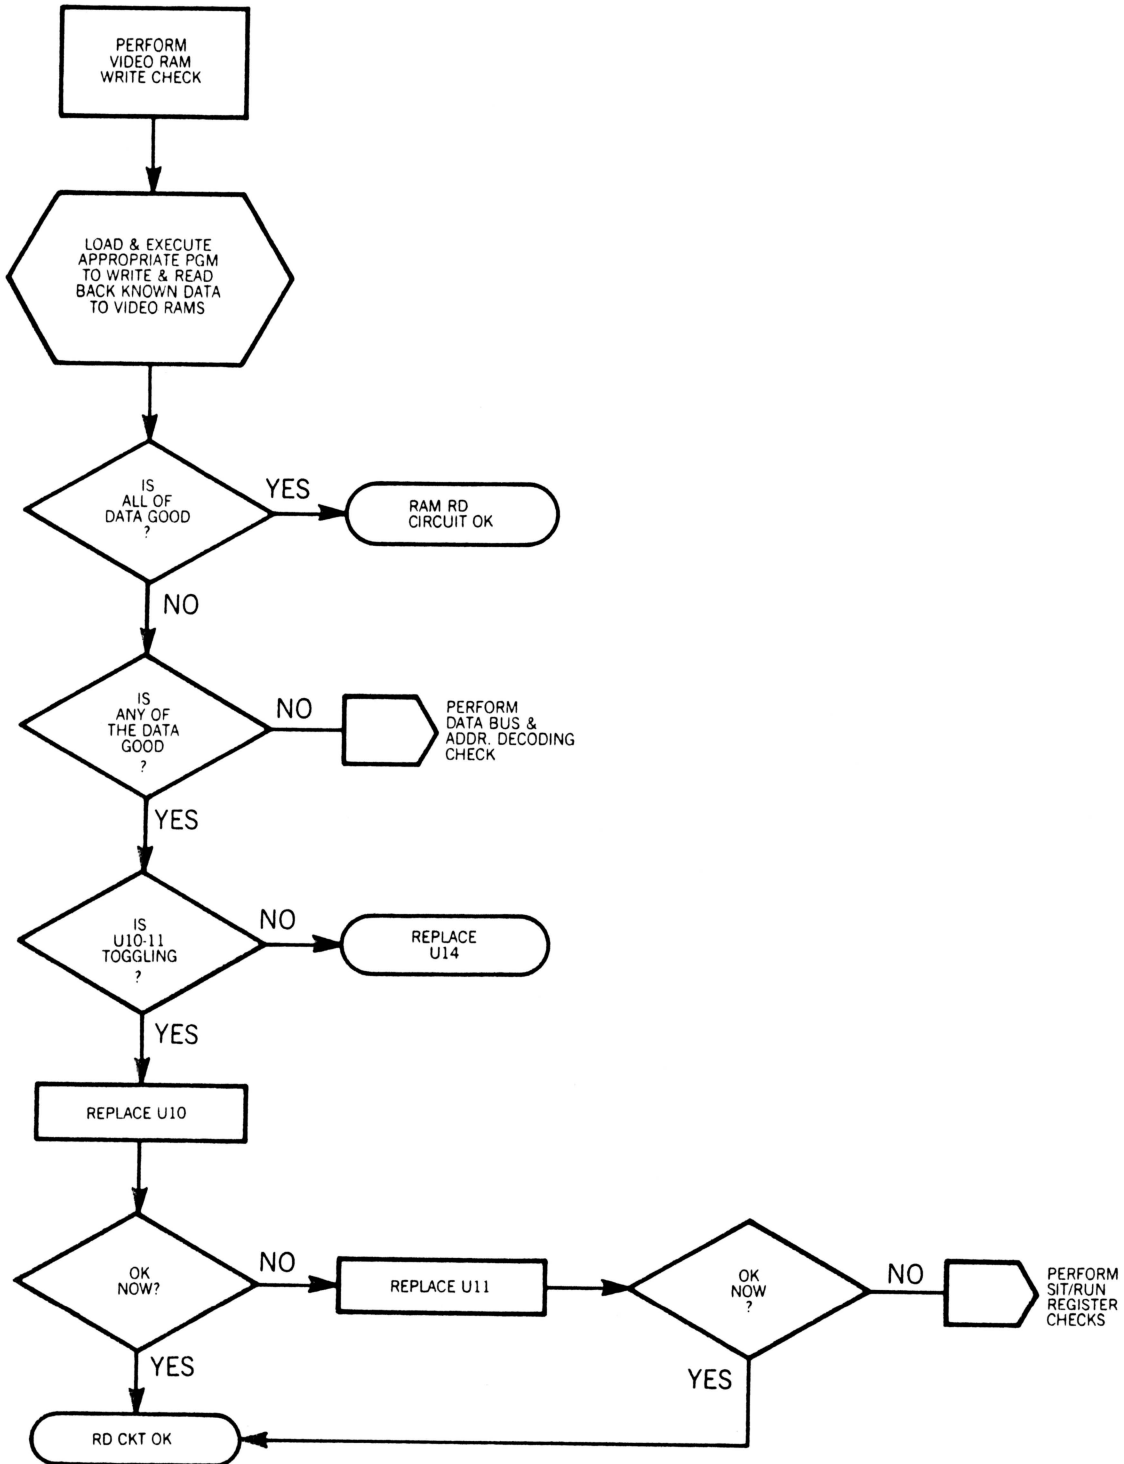 PERFORM
VIDEO RAM
WRITE CHECK
LOAD & EXECUTE
APPROPRIATE PGM
TO WRITE & READ
BACK KNOWN DATA
TO VIDEO RAMS
IS
ALL OF
DATA GOOD
?
YES
RAM RD
CIRCUIT OK
NO
IS
ANY OF
THE DATA
GOOD
?
NO
PERFORM
DATA BUS &
ADDR. DECODING
CHECK
YES
IS
U10-11
TOGGLING
?
NO
REPLACE
U14
YES
REPLACE U10
OK
NOW?
NO
REPLACE U11
OK
NOW
?
NO
PERFORM
SIT/RUN
REGISTER
CHECKS
YES
YES
RD CKT OK